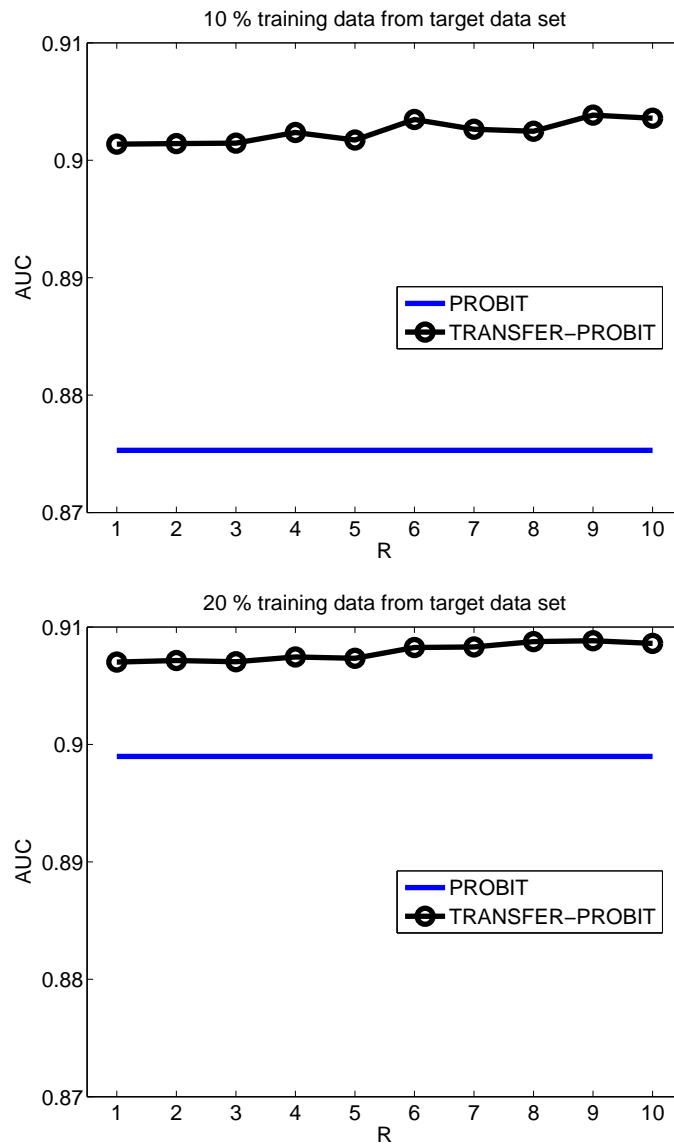 10 % training data from target data set
0.91
0.9
0.89
0.88
0.87
AUC
PROBIT
TRANSFER−PROBIT
1 2 3 4 5 6 7 8 9 10
R
20 % training data from target data set
0.91
0.9
0.89
0.88
0.87
AUC
PROBIT
TRANSFER−PROBIT
1 2 3 4 5 6 7 8 9 10
R